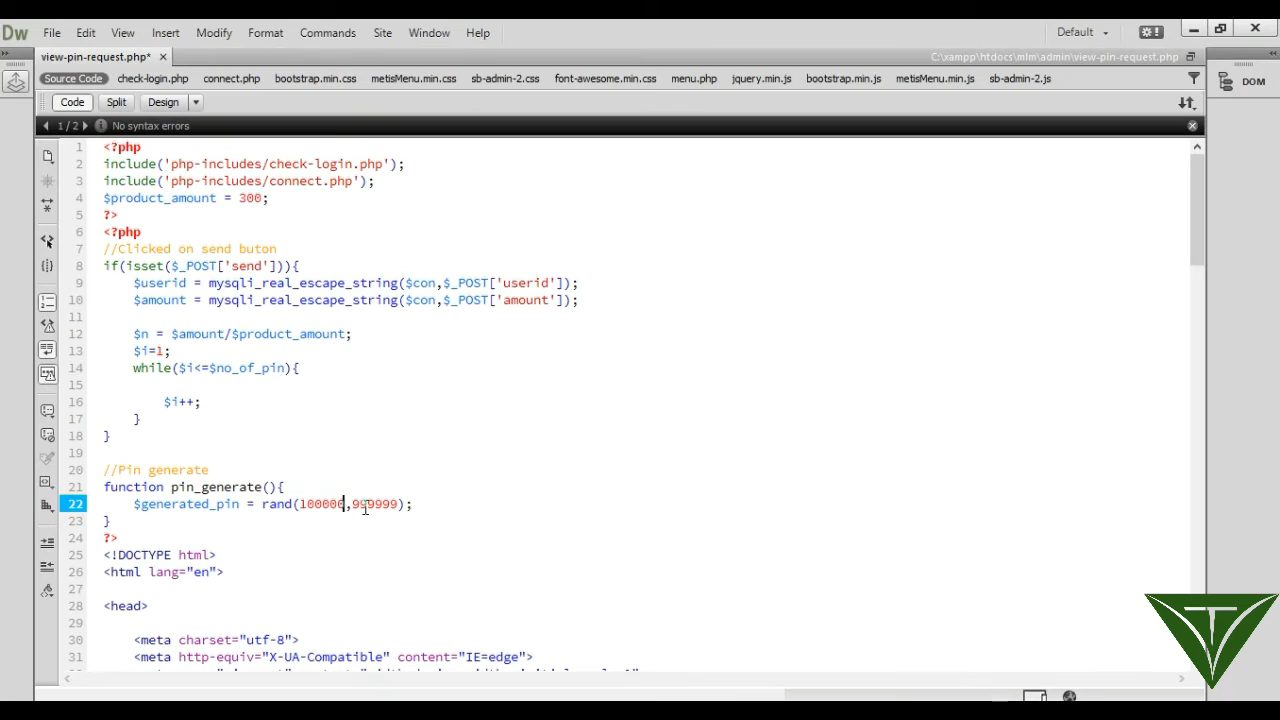 Dw File Edit View Insert Modify Format Commands Site Window Help Default
view-pin-request.php* C:\xampp\htdocs\mlm\admin\view-pin-request.php
Source Code check-login.php connect.php bootstrap.min.css metisMenu.min.css sb-admin-2.css font-awesome.min.css menu.php jquery.min.js bootstrap.min.js metisMenu.min.js sb-admin-2.js
DOM
Code Split Design
1 / 2 No syntax errors
1 <?php
2 include('php-includes/check-login.php');
3 include('php-includes/connect.php');
4 $product_amount = 300;
5 ?>
6 <?php
7 //Clicked on send buton
8 if(isset($_POST['send'])){
9 $userid = mysqli_real_escape_string($con,$_POST['userid']);
10 $amount = mysqli_real_escape_string($con,$_POST['amount']);
11
12 $n = $amount/$product_amount;
13 $i=1;
14 while($i<=$no_of_pin){
15
16 $i++;
17 }
18 }
19
20 //Pin generate
21 function pin_generate(){
22 $generated_pin = rand(100000,999999);
23 }
24 ?>
25 <!DOCTYPE html>
26 <html lang="en">
27
28 <head>
29
30 <meta charset="utf-8">
31 <meta http-equiv="X-UA-Compatible" content="IE=edge">